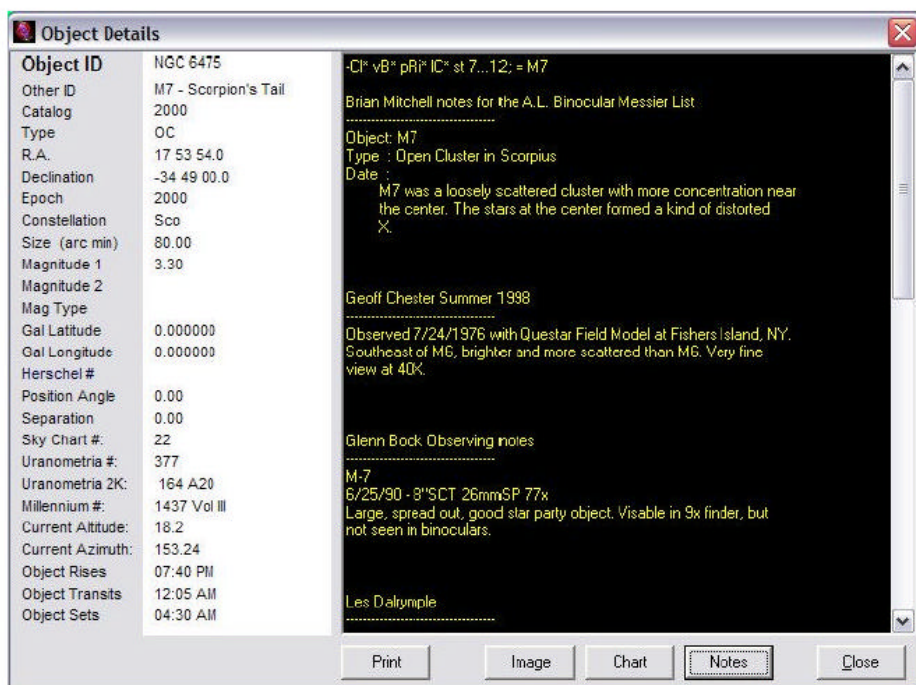 Object Details
Object ID NGC 6475
Other ID M7 - Scorpion's Tail
Catalog 2000
Type OC
R.A. 17 53 54.0
Declination -34 49 00.0
Epoch 2000
Constellation Sco
Size (arc min) 80.00
Magnitude 1 3.30
Magnitude 2
Mag Type
Gal Latitude 0.000000
Gal Longitude 0.000000
Herschel #
Position Angle 0.00
Separation 0.00
Sky Chart #: 22
Uranometria #: 377
Uranometria 2K: 164 A20
Millennium #: 1437 Vol III
Current Altitude: 18.2
Current Azimuth: 153.24
Object Rises 07:40 PM
Object Transits 12:05 AM
Object Sets 04:30 AM
-Cl* vB* pRi* lC* st 7...12; = M7
Brian Mitchell notes for the A.L. Binocular Messier List
-----------------------------------
Object: M7
Type : Open Cluster in Scorpius
Date :
M7 was a loosely scattered cluster with more concentration near
the center. The stars at the center formed a kind of distorted
X.
Geoff Chester Summer 1998
-----------------------------------
Observed 7/24/1976 with Questar Field Model at Fishers Island, NY.
Southeast of M6, brighter and more scattered than M6. Very fine
view at 40X.
Glenn Bock Observing notes
-----------------------------------
M-7
6/25/90 - 8"SCT 26mmSP 77x
Large, spread out, good star party object. Visable in 9x finder, but
not seen in binoculars.
Les Dalrymple
-----------------------------------
Print Image Chart Notes Close